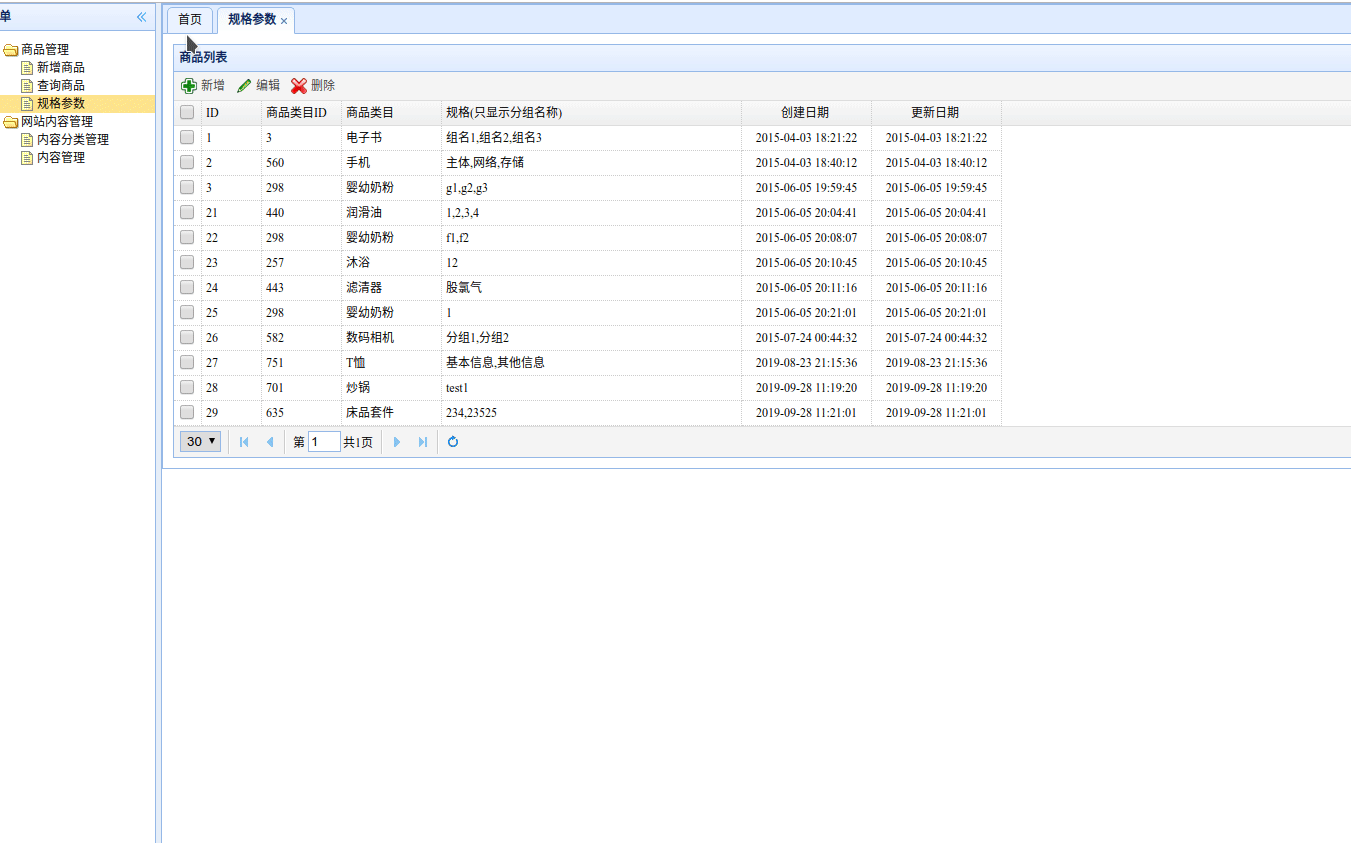 单
商品管理
新增商品
查询商品
规格参数
网站内容管理
内容分类管理
内容管理
首页 规格参数
商品列表
新增 编辑 删除
ID 商品类目ID 商品类目 规格(只显示分组名称) 创建日期 更新日期
1 3 电子书 组名1,组名2,组名3 2015-04-03 18:21:22 2015-04-03 18:21:22
2 560 手机 主体,网络,存储 2015-04-03 18:40:12 2015-04-03 18:40:12
3 298 婴幼奶粉 g1,g2,g3 2015-06-05 19:59:45 2015-06-05 19:59:45
21 440 润滑油 1,2,3,4 2015-06-05 20:04:41 2015-06-05 20:04:41
22 298 婴幼奶粉 f1,f2 2015-06-05 20:08:07 2015-06-05 20:08:07
23 257 沐浴 12 2015-06-05 20:10:45 2015-06-05 20:10:45
24 443 滤清器 股氯气 2015-06-05 20:11:16 2015-06-05 20:11:16
25 298 婴幼奶粉 1 2015-06-05 20:21:01 2015-06-05 20:21:01
26 582 数码相机 分组1,分组2 2015-07-24 00:44:32 2015-07-24 00:44:32
27 751 T恤 基本信息,其他信息 2019-08-23 21:15:36 2019-08-23 21:15:36
28 701 炒锅 test1 2019-09-28 11:19:20 2019-09-28 11:19:20
29 635 床品套件 234,23525 2019-09-28 11:21:01 2019-09-28 11:21:01
30 第 1 共1页